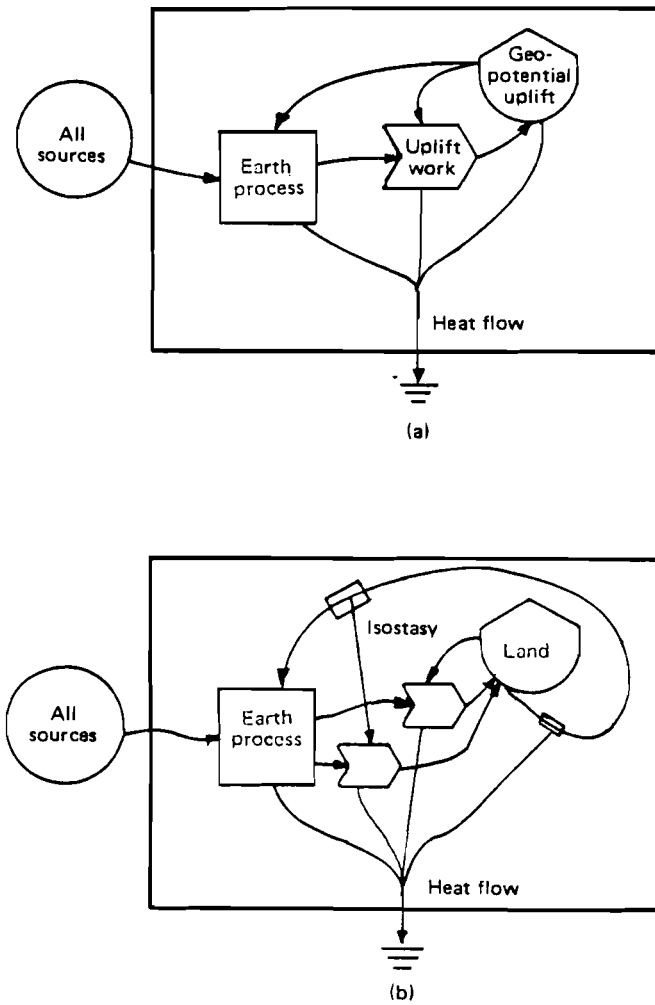 Geo-
potential
uplift
All
sources
Earth
process
Uplift
work
Heat flow
(a)
Isostasy
Land
All
sources
Earth
process
Heat flow
(b)